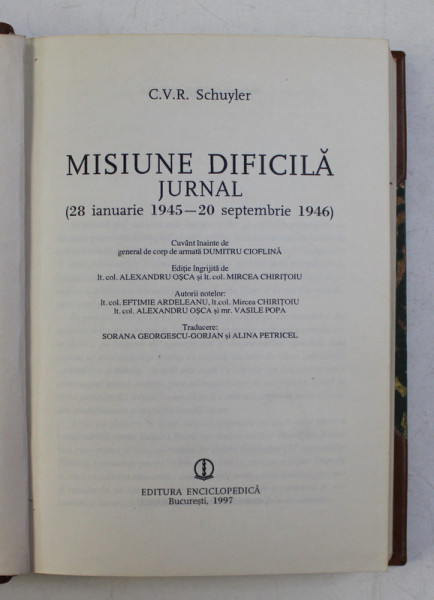 C.V.R. Schuyler
MISIUNE DIFICILĂ
JURNAL
(28 ianuarie 1945—20 septembrie 1946)
Cuvânt înainte de
general de corp de armată DUMITRU CIOFLINĂ
Ediție îngrijită de
lt. col. ALEXANDRU OȘCA și lt. col. MIRCEA CHIRIȚOIU
Autorii notelor:
lt. col. EFTIMIE ARDELEANU, lt.col. Mircea CHIRIȚOIU
lt. col. ALEXANDRU OȘCA și mr. VASILE POPA
Traducere:
SORANA GEORGESCU-GORJAN și ALINA PETRICEL
EDITURA ENCICLOPEDICĂ
București, 1997